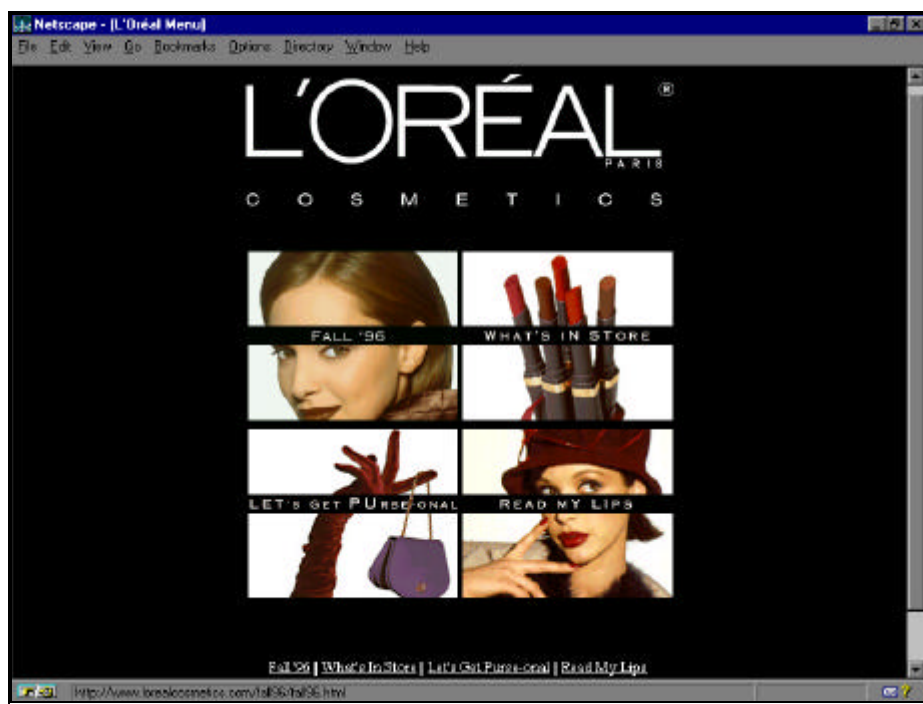 Netscape - [L'Oréal Menu]
File Edit View Go Bookmarks Options Directory Window Help
L'ORÉAL®
PARIS
COSMETICS
FALL '96
WHAT'S IN STORE
LET'S GET PURSE-ONAL
READ MY LIPS
Fall '96 | What's In Store | Let's Get Purse-onal | Read My Lips
http://www.lorealcosmetics.com/fall96/fall96.html